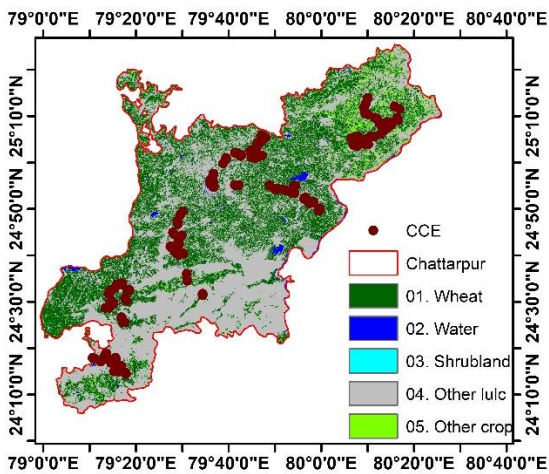 79°0'0"E 79°20'0"E 79°40'0"E 80°0'0"E 80°20'0"E 80°40'0"E
25°10'0"N 25°10'0"N
24°50'0"N 24°50'0"N
24°30'0"N 24°30'0"N
24°10'0"N 24°10'0"N
CCE
Chattarpur
01. Wheat
02. Water
03. Shrubland
04. Other lulc
05. Other crop
79°0'0"E 79°20'0"E 79°40'0"E 80°0'0"E 80°20'0"E 80°40'0"E